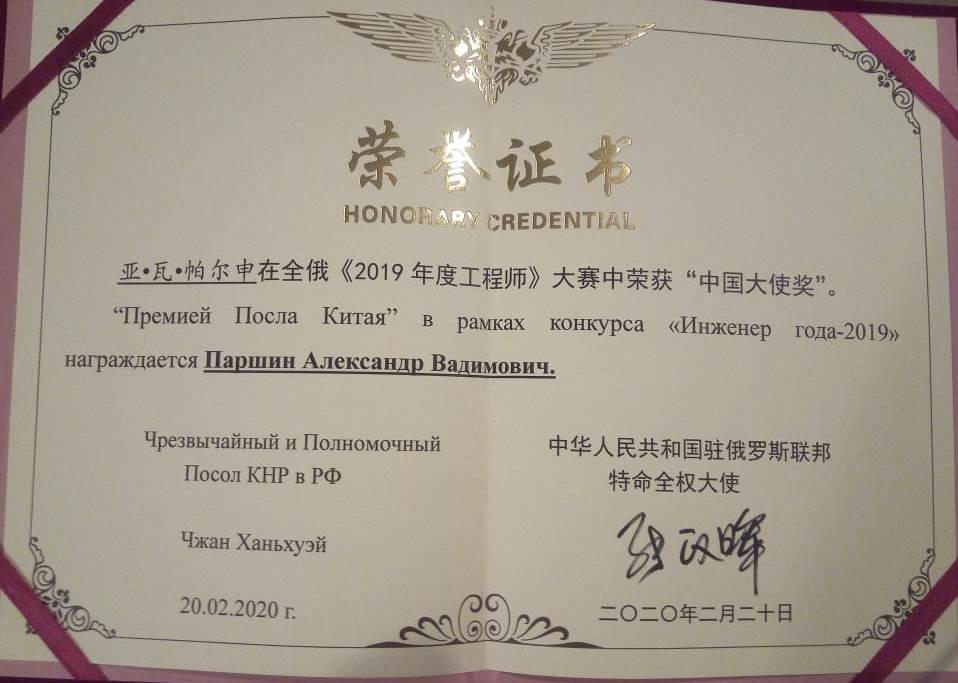 荣誉证书
HONORARY CREDENTIAL
亚•瓦•帕尔申在全俄《2019 年度工程师》大赛中荣获 “中国大使奖”。
“Премией Посла Китая” в рамках конкурса «Инженер года-2019»
награждается Паршин Александр Вадимович.
Чрезвычайный и Полномочный
Посол КНР в РФ
Чжан Ханьхуэй
20.02.2020 г.
中华人民共和国驻俄罗斯联邦
特命全权大使
张汉晖
二〇二〇年二月二十日